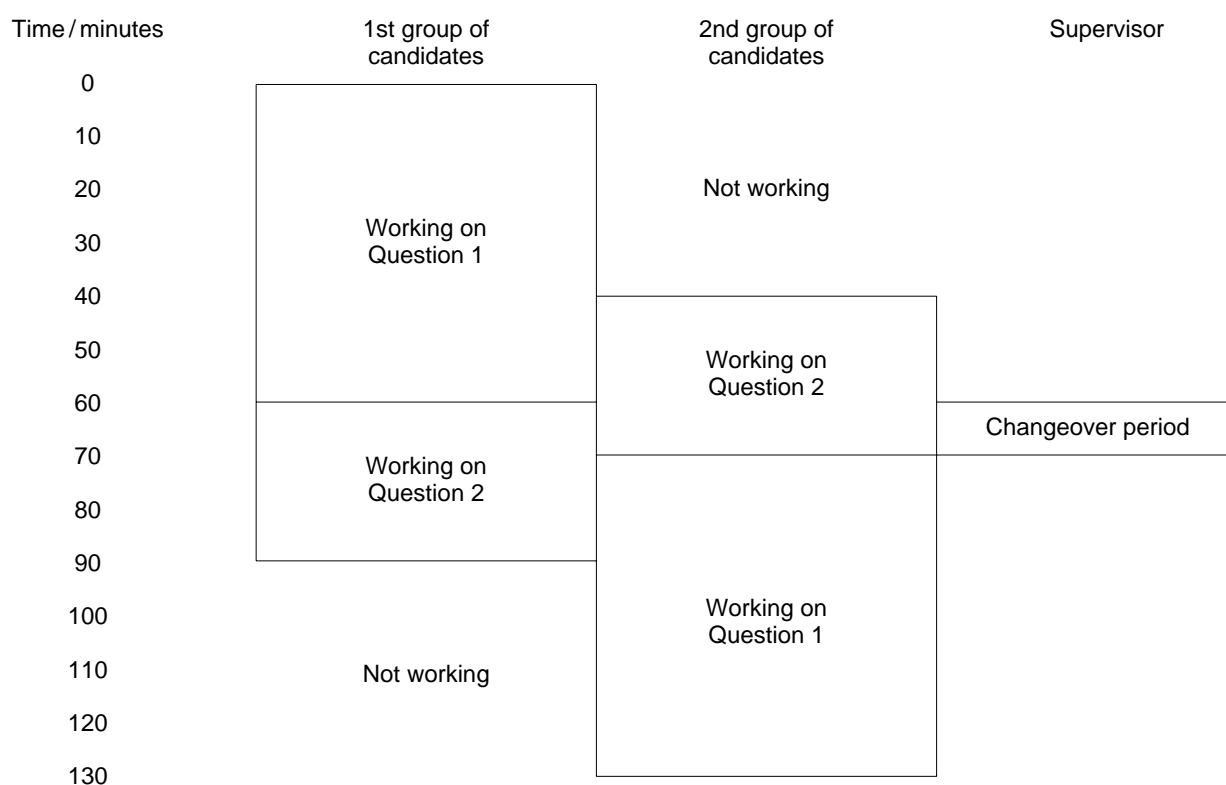 Time / minutes 1st group of candidates 2nd group of candidates Supervisor
0
10
20 Not working
30 Working on Question 1
40
50 Working on Question 2
60
Changeover period
70 Working on Question 2
80
90
100 Working on Question 1
110 Not working
120
130